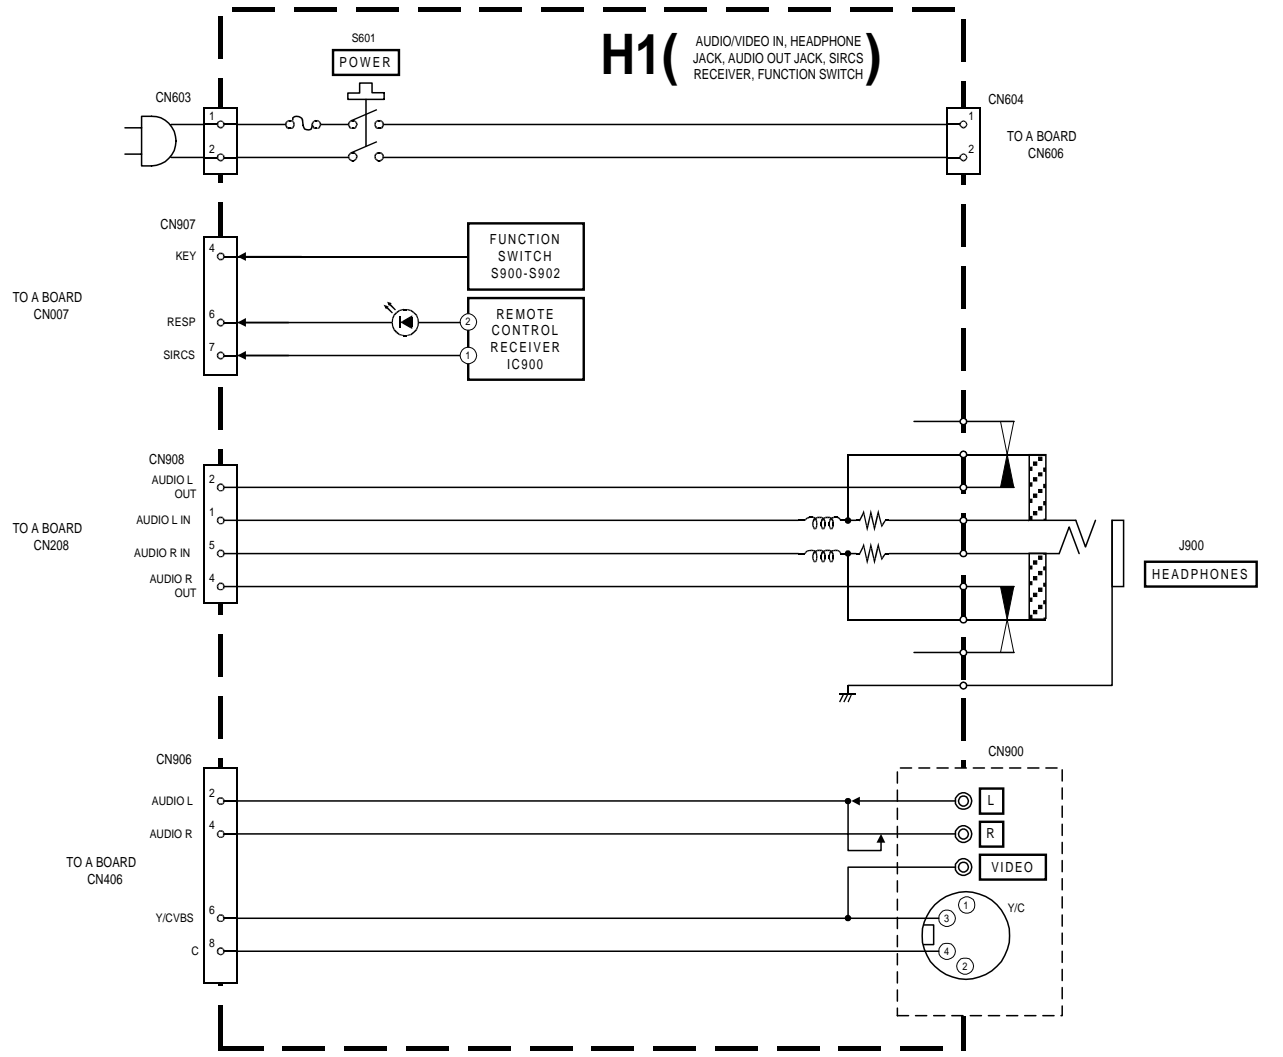 H1( AUDIO/VIDEO IN, HEADPHONE
JACK, AUDIO OUT JACK, SIRCS
RECEIVER, FUNCTION SWITCH )
S601
POWER
CN603
1
2
CN604
1
2
TO A BOARD
CN606
CN907
KEY
4
FUNCTION
SWITCH
S900-S902
TO A BOARD
CN007
RESP
6
SIRCS
7
2
1
REMOTE
CONTROL
RECEIVER
IC900
CN908
AUDIO L
OUT
2
AUDIO L IN
1
AUDIO R IN
5
AUDIO R
OUT
4
TO A BOARD
CN208
J900
HEADPHONES
CN906
AUDIO L
2
AUDIO R
4
TO A BOARD
CN406
Y/CVBS
6
C
8
CN900
L
R
VIDEO
Y/C
1
3
4
2